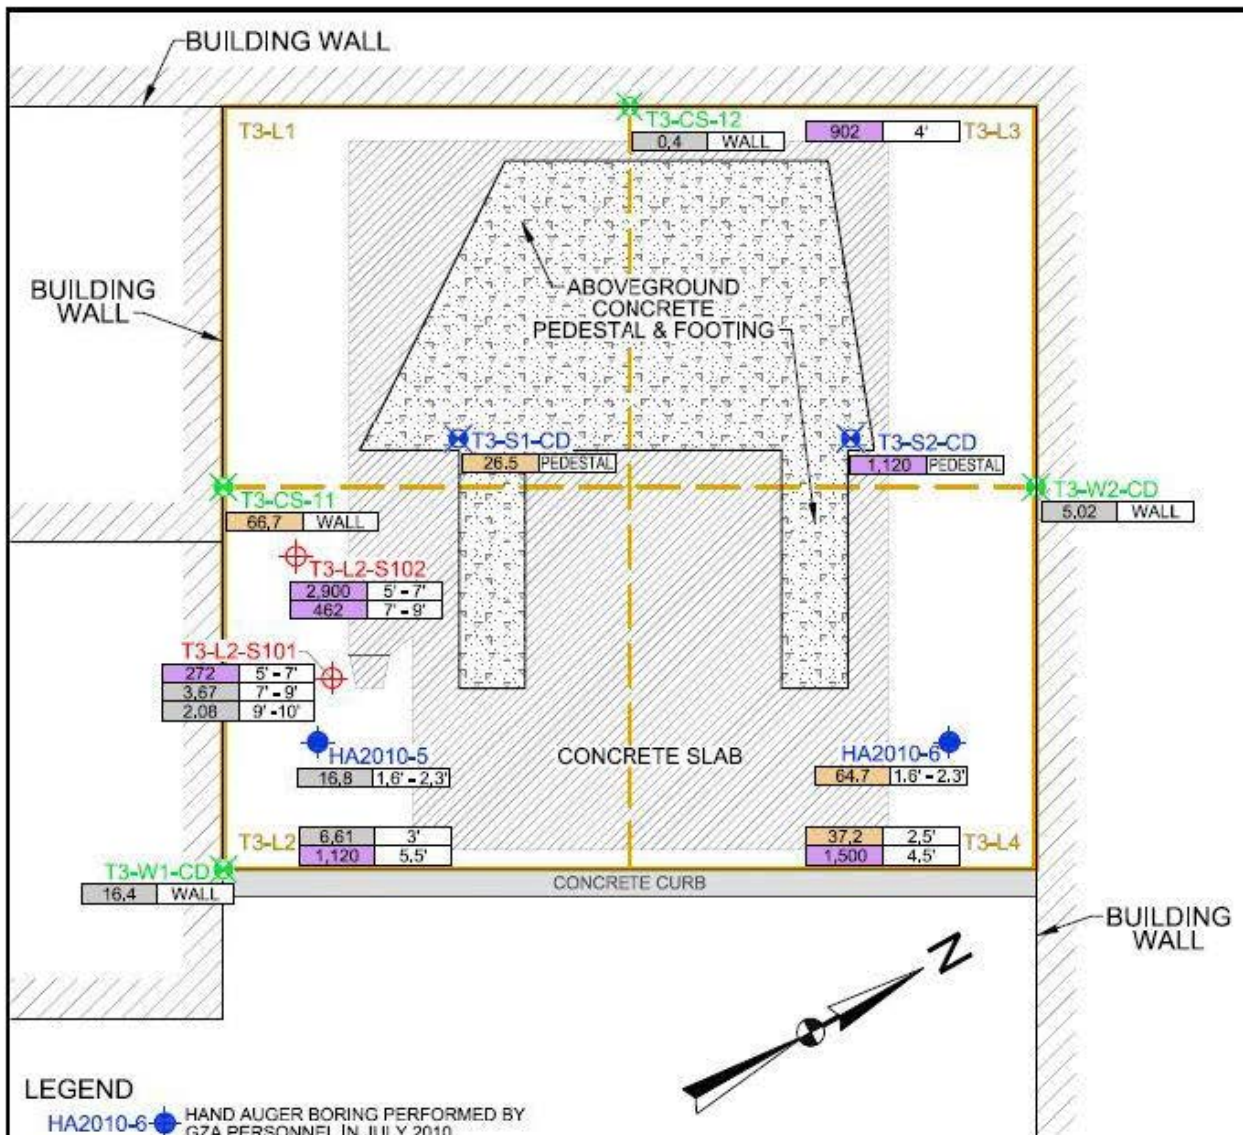 BUILDING WALL
T3-L1
T3-CS-12
0.4 WALL
902 4' T3-L3
BUILDING
WALL
ABOVEGROUND
CONCRETE
PEDESTAL & FOOTING
T3-S1-CD
26.5 PEDESTAL
T3-S2-CD
1,120 PEDESTAL
T3-CS-11
66.7 WALL
T3-W2-CD
5.02 WALL
T3-L2-S102
2,900 5' - 7'
462 7' - 9'
T3-L2-S101
272 5' - 7'
3.67 7' - 9'
2.08 9' -10'
HA2010-5
16.8 1.6' - 2.3'
CONCRETE SLAB
HA2010-6
64.7 1.6' - 2.3'
T3-L2
6.61 3'
1,120 5.5'
37.2 2.5'
1,500 4.5'
T3-L4
T3-W1-CD
16.4 WALL
CONCRETE CURB
BUILDING
WALL
N
LEGEND
HA2010-6 HAND AUGER BORING PERFORMED BY
GZA PERSONNEL IN JULY 2010